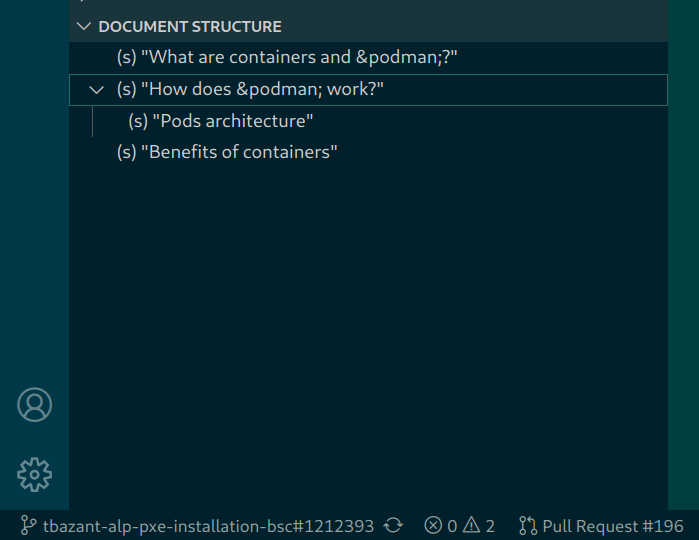 DOCUMENT STRUCTURE
(s) "What are containers and &podman;?"
(s) "How does &podman; work?"
(s) "Pods architecture"
(s) "Benefits of containers"
tbazant-alp-pxe-installation-bsc#1212393 0 2 Pull Request #196